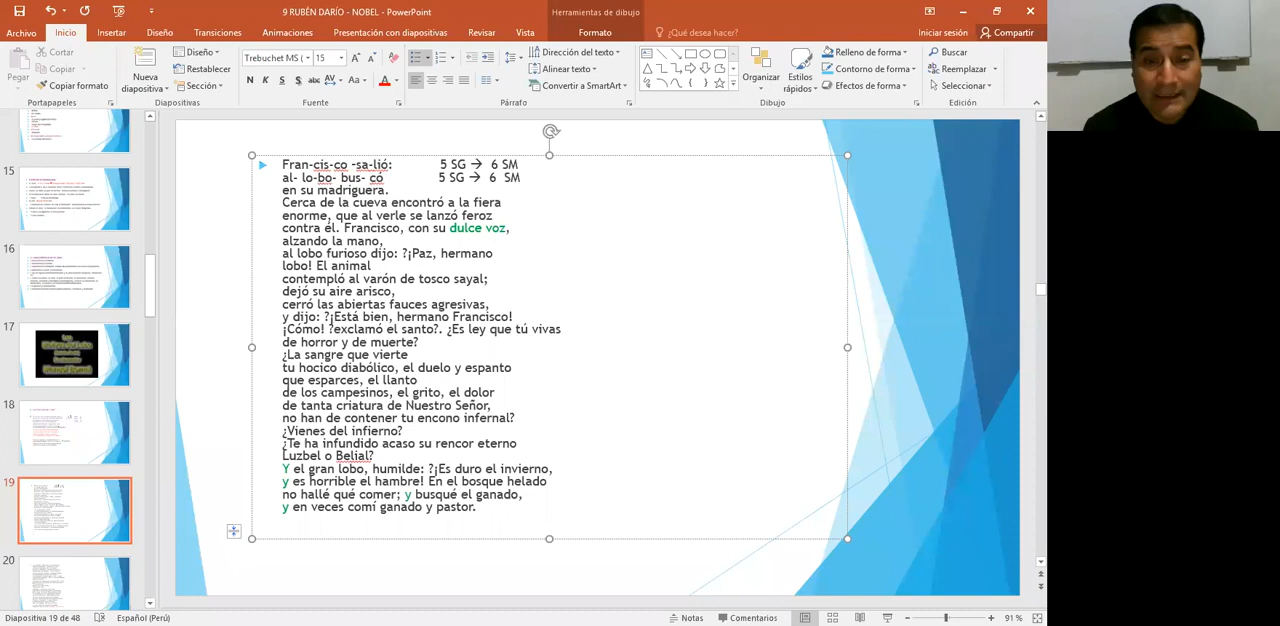 9 RUBÉN DARÍO - NOBEL - PowerPoint
Herramientas de dibujo
Archivo Inicio Insertar Diseño Transiciones Animaciones Presentación con diapositivas Revisar Vista Formato ¿Qué desea hacer? Iniciar sesión Compartir
Pegar
Cortar
Copiar
Copiar formato
Portapapeles
Nueva diapositiva
Diseño
Restablecer
Sección
Diapositivas
Trebuchet MS ( 15
N K S S abc AV Aa A
Fuente
Párrafo
Dirección del texto
Alinear texto
Convertir a SmartArt
Organizar
Estilos rápidos
Relleno de forma
Contorno de forma
Efectos de forma
Dibujo
Buscar
Reemplazar
Seleccionar
Edición
15
16
17
18
19
20
Fran-cis-co -sa-lió: 5 SG → 6 SM
al- lo-bo- bus- có 5 SG → 6 SM
en su madriguera.
Cerca de la cueva encontró a la fiera
enorme, que al verle se lanzó feroz
contra él. Francisco, con su dulce voz,
alzando la mano,
al lobo furioso dijo: ?¡Paz, hermano
lobo! El animal
contempló al varón de tosco sayal;
dejó su aire arisco,
cerró las abiertas fauces agresivas,
y dijo: ?¡Está bien, hermano Francisco!
¡Cómo! ?exclamó el santo?. ¿Es ley que tú vivas
de horror y de muerte?
¿La sangre que vierte
tu hocico diabólico, el duelo y espanto
que esparces, el llanto
de los campesinos, el grito, el dolor
de tanta criatura de Nuestro Señor,
no han de contener tu encono infernal?
¿Vienes del infierno?
¿Te ha infundido acaso su rencor eterno
Luzbel o Belial?
Y el gran lobo, humilde: ?¡Es duro el invierno,
y es horrible el hambre! En el bosque helado
no hallé qué comer; y busqué el ganado,
y en veces comí ganado y pastor.
Diapositiva 19 de 48 Español (Perú) Notas Comentarios 91 %